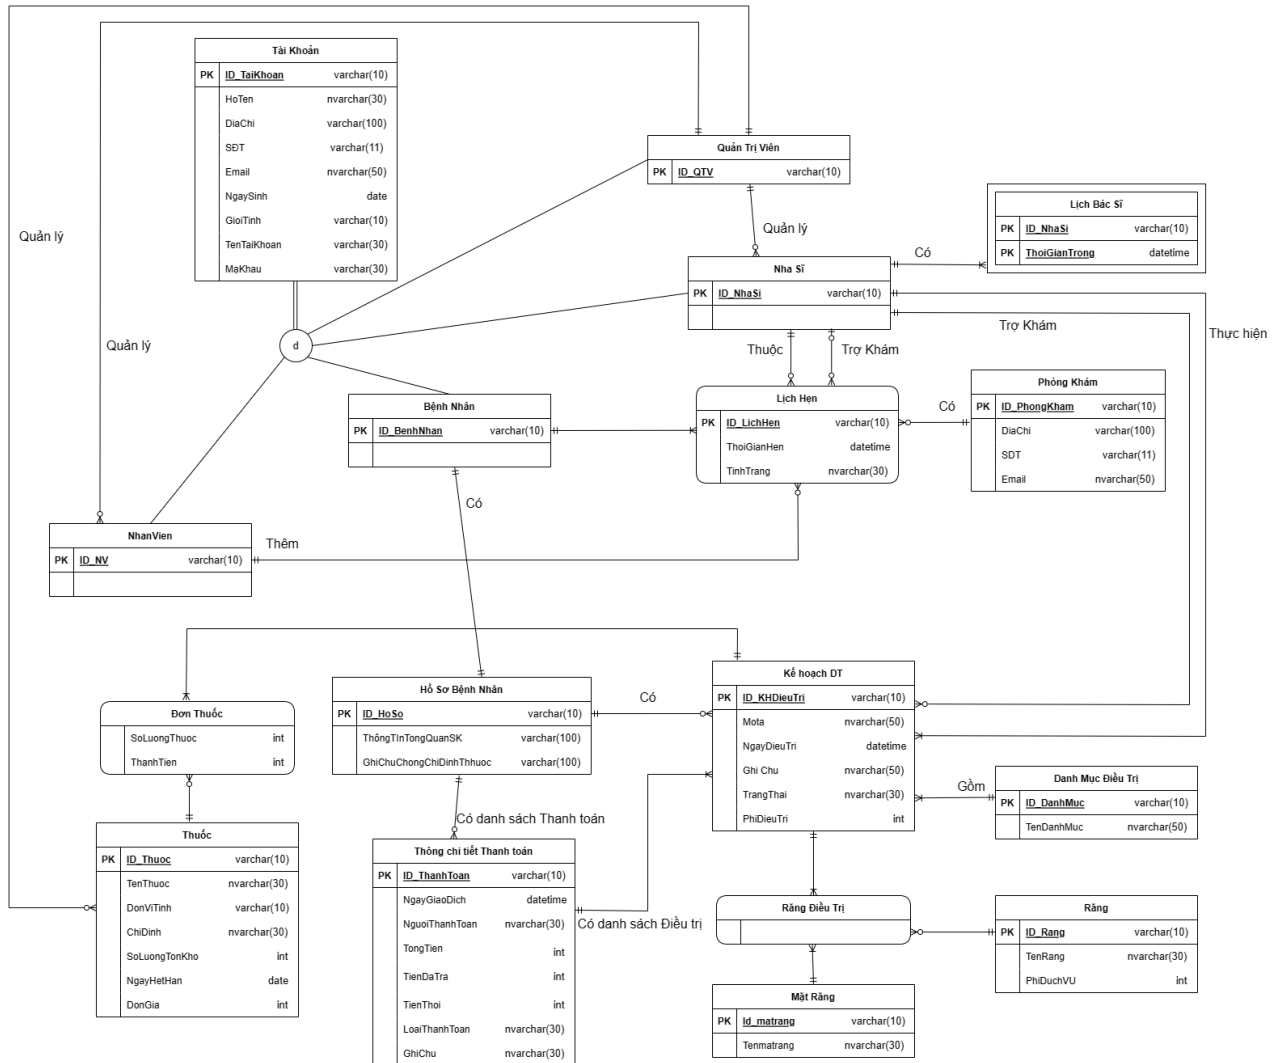 Tài Khoản
PK ID_TaiKhoan varchar(10)
HoTen nvarchar(30)
DiaChi varchar(100)
SĐT varchar(11)
Email nvarchar(50)
NgaySinh date
GioiTinh varchar(10)
TenTaiKhoan varchar(30)
MạKhau varchar(30)
Quản Trị Viên
PK ID_QTV varchar(10)
Quản lý
Quản lý
Quản lý
Lịch Bác Sĩ
PK ID_NhaSi varchar(10)
PK ThoiGianTrong datetime
Có
Nha Sĩ
PK ID_NhaSi varchar(10)
Trợ Khám
Thực hiện
Thuộc
Trợ Khám
d
Bệnh Nhân
PK ID_BenhNhan varchar(10)
Lịch Hẹn
PK ID_LichHen varchar(10)
ThoiGianHen datetime
TinhTrang nvarchar(30)
Có
Phòng Khám
PK ID_PhongKham varchar(10)
DiaChi varchar(100)
SDT varchar(11)
Email nvarchar(50)
Có
NhanVien
PK ID_NV varchar(10)
Thêm
Đơn Thuốc
SoLuongThuoc int
ThanhTien int
Hồ Sơ Bệnh Nhân
PK ID_HoSo varchar(10)
ThôngTInTongQuanSK varchar(100)
GhiChuChongChiDinhThhuoc varchar(100)
Có
Kế hoạch DT
PK ID_KHDieuTri varchar(10)
Mota nvarchar(50)
NgayDieuTri datetime
Ghi Chu nvarchar(50)
TrangThai nvarchar(30)
PhiDieuTri int
Gồm
Danh Mục Điều Trị
PK ID_DanhMuc varchar(10)
TenDanhMuc nvarchar(50)
Thuốc
PK ID_Thuoc varchar(10)
TenThuoc nvarchar(30)
DonViTinh varchar(10)
ChiDinh nvarchar(30)
SoLuongTonKho int
NgayHetHan date
DonGia int
Có danh sách Thanh toán
Thông chi tiết Thanh toán
PK ID_ThanhToan varchar(10)
NgayGiaoDich datetime
NguoiThanhToan nvarchar(30)
TongTien int
TienDaTra int
TienThoi int
LoaiThanhToan nvarchar(30)
GhiChu nvarchar(30)
Có danh sách Điều trị
Răng Điều Trị
Răng
PK ID_Rang varchar(10)
TenRang nvarchar(30)
PhiDuchVU int
Mặt Răng
PK Id_matrang varchar(10)
Tenmatrang nvarchar(30)